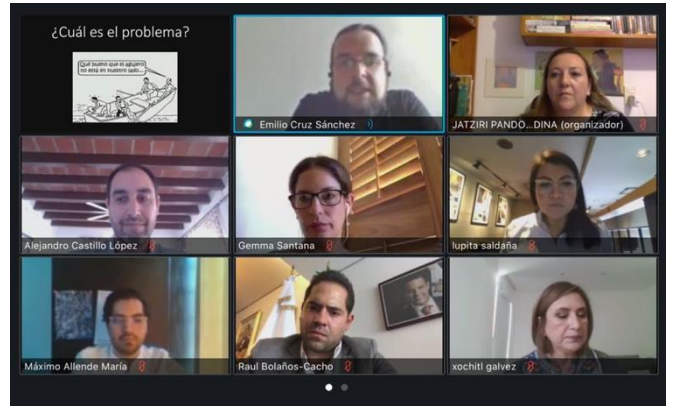 ¿Cuál es el problema?
Qué bueno que el agujero
no está en nuestro lado...
Emilio Cruz Sánchez
JATZIRI PANDO...DINA (organizador)
Alejandro Castillo López
Gemma Santana
lupita saldaña
Máximo Allende María
Raul Bolaños-Cacho
xochitl galvez